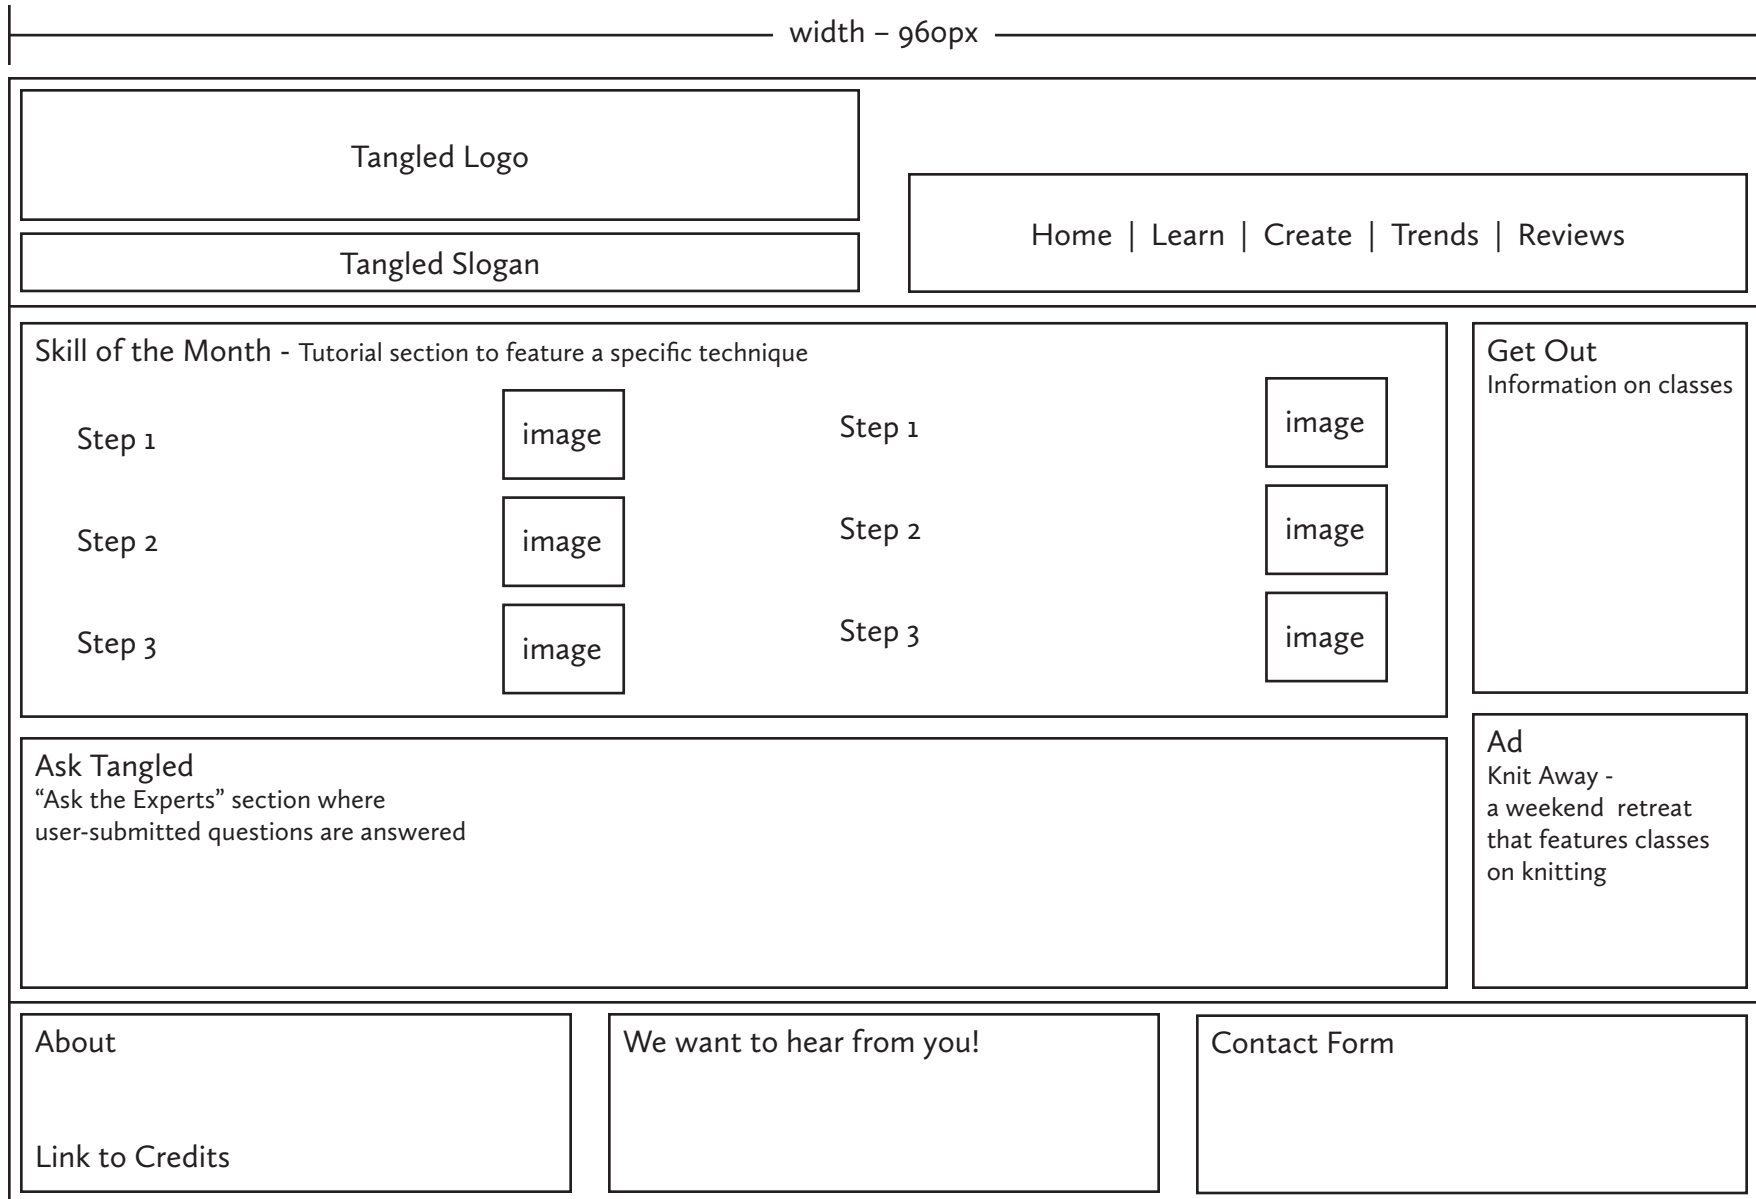 width – 960px
Tangled Logo
Tangled Slogan
Home | Learn | Create | Trends | Reviews
Skill of the Month - Tutorial section to feature a specific technique
Step 1
image
Step 2
image
Step 3
image
Step 1
image
Step 2
image
Step 3
image
Get Out
Information on classes
Ask Tangled
“Ask the Experts” section where
user-submitted questions are answered
Ad
Knit Away -
a weekend retreat
that features classes
on knitting
About
Link to Credits
We want to hear from you!
Contact Form